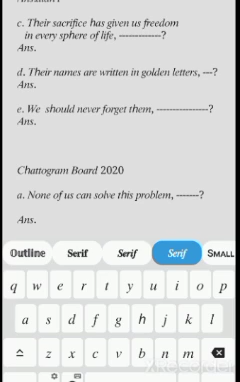 c. Their sacrifice has given us freedom
in every sphere of life, -------------?
Ans.
d. Their names are written in golden letters, ---?
Ans.
e. We should never forget them, ----------------?
Ans.
Chattogram Board 2020
a. None of us can solve this problem, -------?
Ans.
Outline Serif Serif Serif SMALL
q w e r t y u i o p
a s d f g h j k l
z x c v b n m